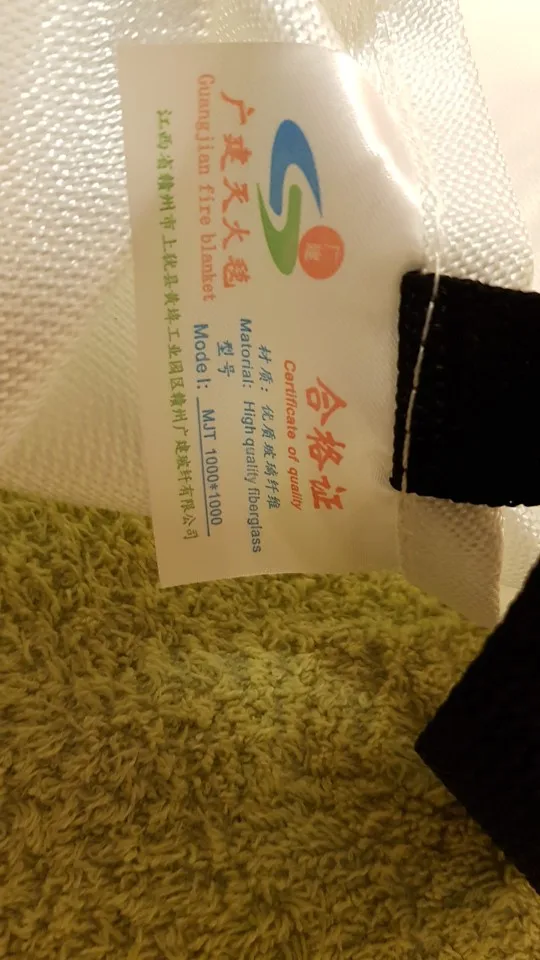 合格证
Certificate of quality
广建
广建灭火毯
Guangjian fire blanket
材质：优质玻璃纤维
Matorial: High quality fiberglass
型号
Model: MJT 1000*1000
江西省赣州市上犹县黄埠工业园区赣州广建玻纤有限公司